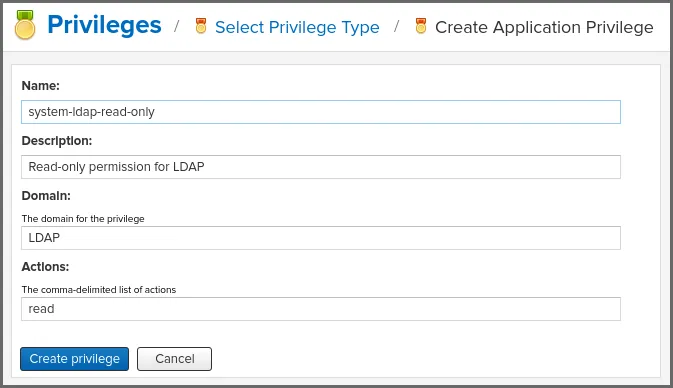 Privileges / Select Privilege Type / Create Application Privilege
Name:
system-ldap-read-only
Description:
Read-only permission for LDAP
Domain:
The domain for the privilege
LDAP
Actions:
The comma-delimited list of actions
read
Create privilege Cancel